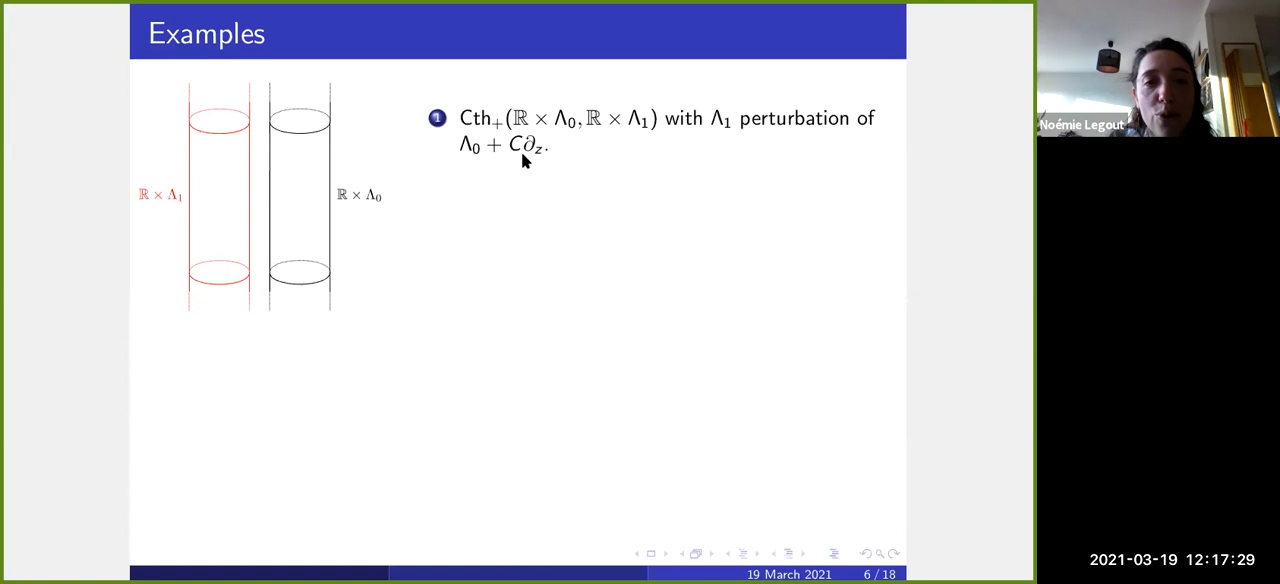 Examples
1 Cth₊(ℝ × Λ₀, ℝ × Λ₁) with Λ₁ perturbation of
Λ₀ + C∂_z.
ℝ × Λ₁
ℝ × Λ₀
19 March 2021 6 / 18
Noémie Legout
2021-03-19 12:17:29